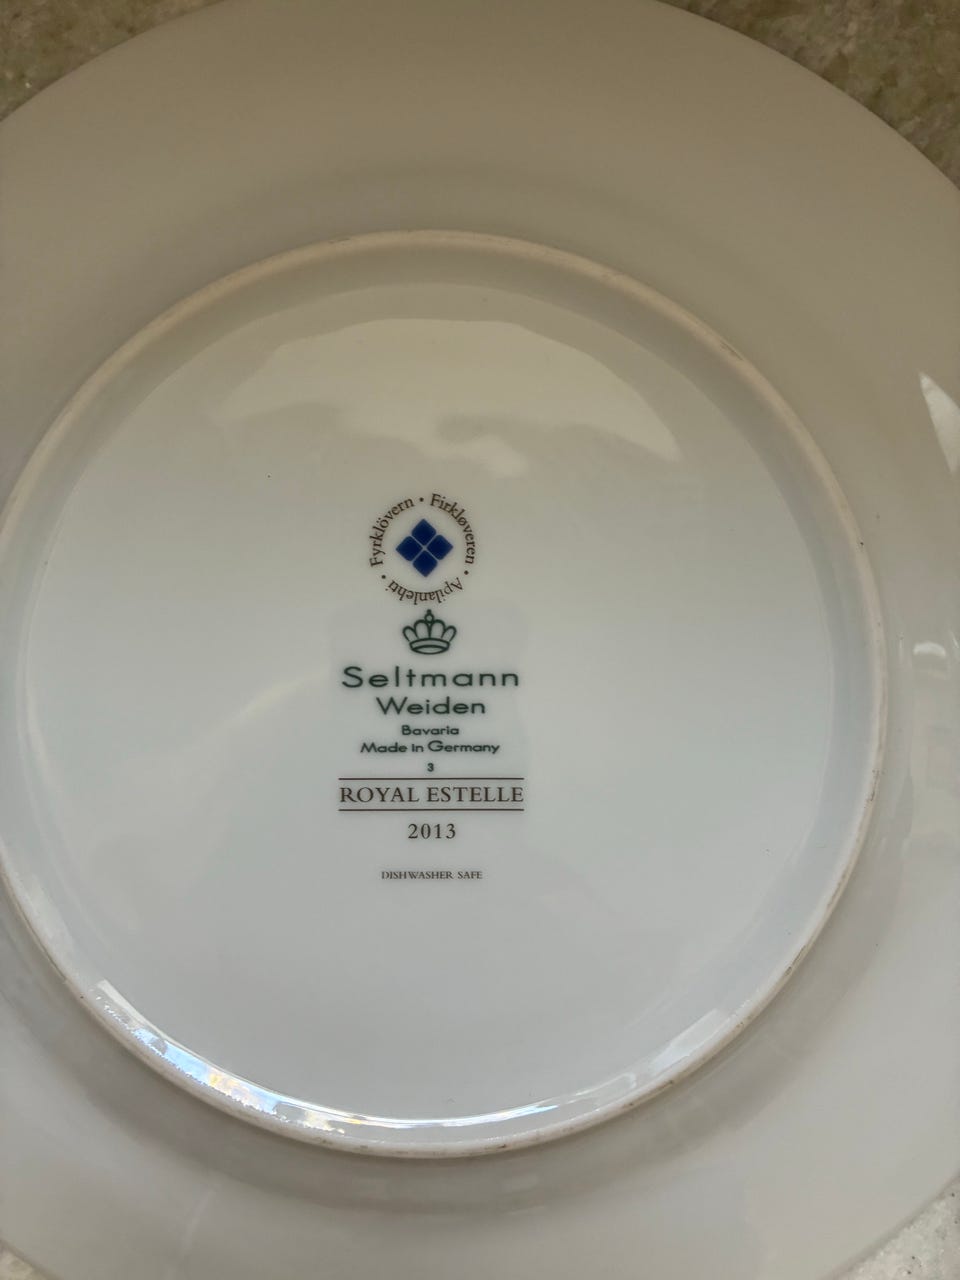 Fyrklövern • Firkløveren • Apilanlehti •
Seltmann
Weiden
Bavaria
Made in Germany
3
ROYAL ESTELLE
2013
DISHWASHER SAFE